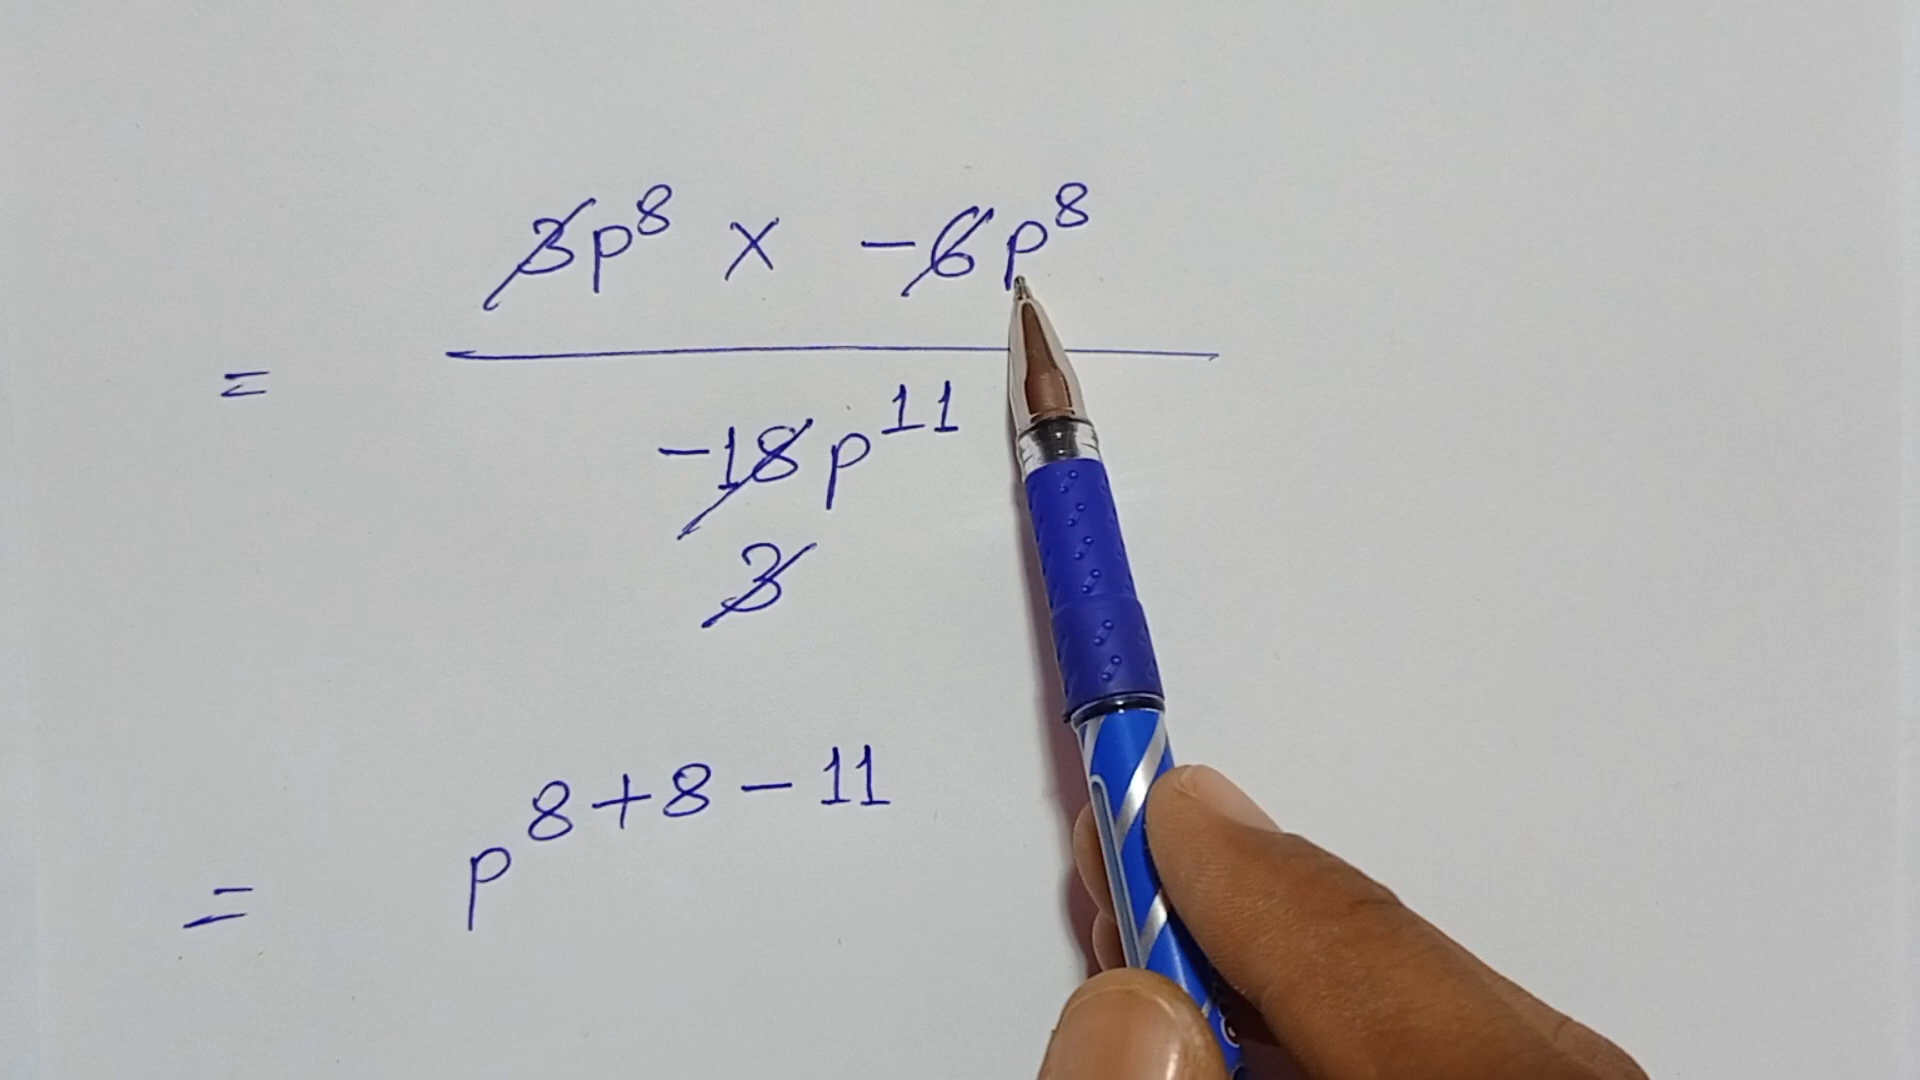 3p⁸ × -6p⁸
=
-18p¹¹
3
= p⁸⁺⁸⁻¹¹